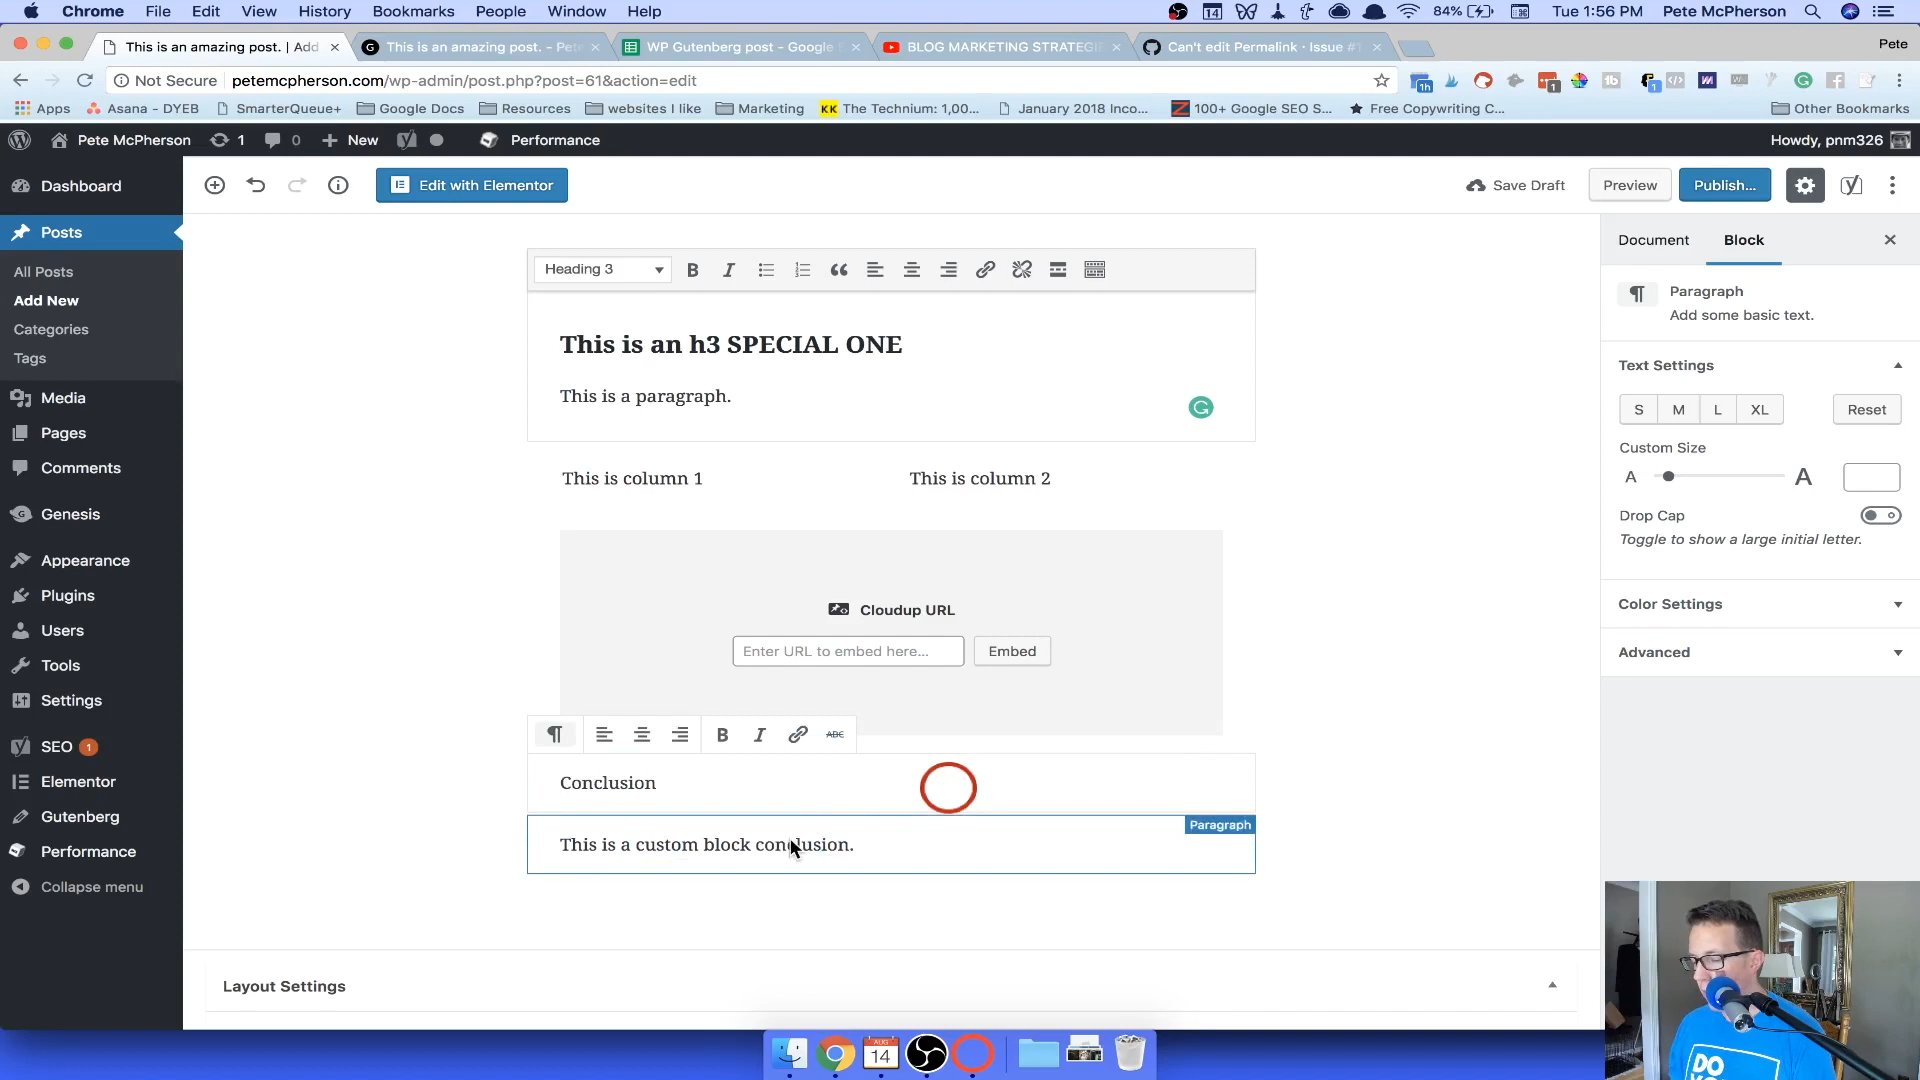 Chrome File Edit View History Bookmarks People Window Help
14 84% Tue 1:56 PM Pete McPherson
This is an amazing post. | Add
This is an amazing post. - Pete
WP Gutenberg post - Google
BLOG MARKETING STRATEGI
Can't edit Permalink · Issue #
Pete
Not Secure petemcpherson.com/wp-admin/post.php?post=61&action=edit
Apps Asana - DYEB SmarterQueue+ Google Docs Resources websites I like Marketing KK The Technium: 1,00... January 2018 Inco... 100+ Google SEO S... Free Copywriting C... Other Bookmarks
Pete McPherson 1 0 New Performance Howdy, pnm326
Dashboard
Posts
All Posts
Add New
Categories
Tags
Media
Pages
Comments
Genesis
Appearance
Plugins
Users
Tools
Settings
SEO 1
Elementor
Gutenberg
Performance
Collapse menu
Edit with Elementor
Save Draft Preview Publish...
Heading 3 B I
This is an h3 SPECIAL ONE
This is a paragraph.
This is column 1 This is column 2
Cloudup URL
Enter URL to embed here... Embed
B I ABC
Conclusion
Paragraph
This is a custom block conclusion.
Layout Settings
Document Block
Paragraph
Add some basic text.
Text Settings
S M L XL Reset
Custom Size
A A
Drop Cap
Toggle to show a large initial letter.
Color Settings
Advanced
AUG
14
DO